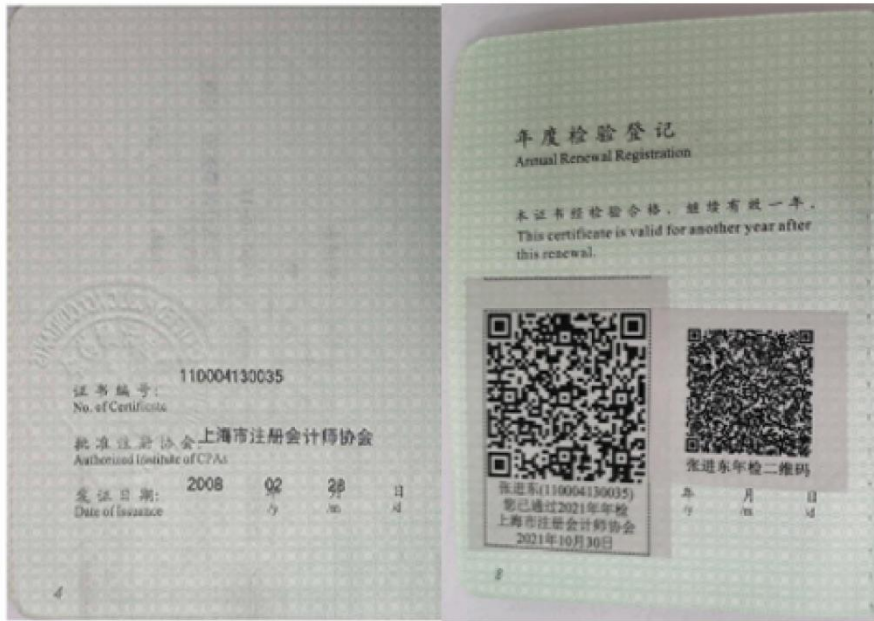 110004130035
证书编号:
No. of Certificate
批准注册协会:上海市注册会计师协会
Authorized Institute of CPAs
发证日期: 2008 年 02 月 28 日
Date of Issuance /y /m /d
4
年度检验登记
Annual Renewal Registration
本证书经检验合格，继续有效一年。
This certificate is valid for another year after
this renewal.
张进东(110004130035)
您已通过2021年年检
上海市注册会计师协会
2021年10月30日
张进东年检二维码
年 月 日
/y /m /d
8